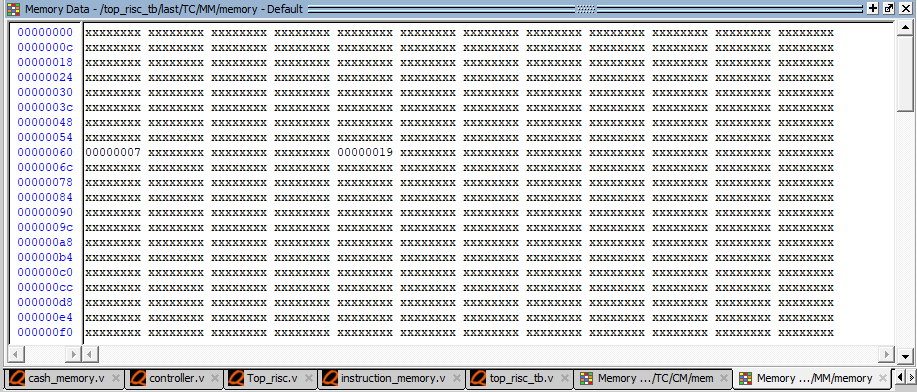 Memory Data - /top_risc_tb/last/TC/MM/memory - Default
00000000 xxxxxxxx xxxxxxxx xxxxxxxx xxxxxxxx xxxxxxxx xxxxxxxx xxxxxxxx xxxxxxxx xxxxxxxx xxxxxxxx xxxxxxxx xxxxxxxx
0000000c xxxxxxxx xxxxxxxx xxxxxxxx xxxxxxxx xxxxxxxx xxxxxxxx xxxxxxxx xxxxxxxx xxxxxxxx xxxxxxxx xxxxxxxx xxxxxxxx
00000018 xxxxxxxx xxxxxxxx xxxxxxxx xxxxxxxx xxxxxxxx xxxxxxxx xxxxxxxx xxxxxxxx xxxxxxxx xxxxxxxx xxxxxxxx xxxxxxxx
00000024 xxxxxxxx xxxxxxxx xxxxxxxx xxxxxxxx xxxxxxxx xxxxxxxx xxxxxxxx xxxxxxxx xxxxxxxx xxxxxxxx xxxxxxxx xxxxxxxx
00000030 xxxxxxxx xxxxxxxx xxxxxxxx xxxxxxxx xxxxxxxx xxxxxxxx xxxxxxxx xxxxxxxx xxxxxxxx xxxxxxxx xxxxxxxx xxxxxxxx
0000003c xxxxxxxx xxxxxxxx xxxxxxxx xxxxxxxx xxxxxxxx xxxxxxxx xxxxxxxx xxxxxxxx xxxxxxxx xxxxxxxx xxxxxxxx xxxxxxxx
00000048 xxxxxxxx xxxxxxxx xxxxxxxx xxxxxxxx xxxxxxxx xxxxxxxx xxxxxxxx xxxxxxxx xxxxxxxx xxxxxxxx xxxxxxxx xxxxxxxx
00000054 xxxxxxxx xxxxxxxx xxxxxxxx xxxxxxxx xxxxxxxx xxxxxxxx xxxxxxxx xxxxxxxx xxxxxxxx xxxxxxxx xxxxxxxx xxxxxxxx
00000060 00000007 xxxxxxxx xxxxxxxx xxxxxxxx 00000019 xxxxxxxx xxxxxxxx xxxxxxxx xxxxxxxx xxxxxxxx xxxxxxxx xxxxxxxx
0000006c xxxxxxxx xxxxxxxx xxxxxxxx xxxxxxxx xxxxxxxx xxxxxxxx xxxxxxxx xxxxxxxx xxxxxxxx xxxxxxxx xxxxxxxx xxxxxxxx
00000078 xxxxxxxx xxxxxxxx xxxxxxxx xxxxxxxx xxxxxxxx xxxxxxxx xxxxxxxx xxxxxxxx xxxxxxxx xxxxxxxx xxxxxxxx xxxxxxxx
00000084 xxxxxxxx xxxxxxxx xxxxxxxx xxxxxxxx xxxxxxxx xxxxxxxx xxxxxxxx xxxxxxxx xxxxxxxx xxxxxxxx xxxxxxxx xxxxxxxx
00000090 xxxxxxxx xxxxxxxx xxxxxxxx xxxxxxxx xxxxxxxx xxxxxxxx xxxxxxxx xxxxxxxx xxxxxxxx xxxxxxxx xxxxxxxx xxxxxxxx
0000009c xxxxxxxx xxxxxxxx xxxxxxxx xxxxxxxx xxxxxxxx xxxxxxxx xxxxxxxx xxxxxxxx xxxxxxxx xxxxxxxx xxxxxxxx xxxxxxxx
000000a8 xxxxxxxx xxxxxxxx xxxxxxxx xxxxxxxx xxxxxxxx xxxxxxxx xxxxxxxx xxxxxxxx xxxxxxxx xxxxxxxx xxxxxxxx xxxxxxxx
000000b4 xxxxxxxx xxxxxxxx xxxxxxxx xxxxxxxx xxxxxxxx xxxxxxxx xxxxxxxx xxxxxxxx xxxxxxxx xxxxxxxx xxxxxxxx xxxxxxxx
000000c0 xxxxxxxx xxxxxxxx xxxxxxxx xxxxxxxx xxxxxxxx xxxxxxxx xxxxxxxx xxxxxxxx xxxxxxxx xxxxxxxx xxxxxxxx xxxxxxxx
000000cc xxxxxxxx xxxxxxxx xxxxxxxx xxxxxxxx xxxxxxxx xxxxxxxx xxxxxxxx xxxxxxxx xxxxxxxx xxxxxxxx xxxxxxxx xxxxxxxx
000000d8 xxxxxxxx xxxxxxxx xxxxxxxx xxxxxxxx xxxxxxxx xxxxxxxx xxxxxxxx xxxxxxxx xxxxxxxx xxxxxxxx xxxxxxxx xxxxxxxx
000000e4 xxxxxxxx xxxxxxxx xxxxxxxx xxxxxxxx xxxxxxxx xxxxxxxx xxxxxxxx xxxxxxxx xxxxxxxx xxxxxxxx xxxxxxxx xxxxxxxx
000000f0 xxxxxxxx xxxxxxxx xxxxxxxx xxxxxxxx xxxxxxxx xxxxxxxx xxxxxxxx xxxxxxxx xxxxxxxx xxxxxxxx xxxxxxxx xxxxxxxx
cash_memory.v controller.v Top_risc.v instruction_memory.v top_risc_tb.v Memory .../TC/CM/mem Memory .../MM/memory